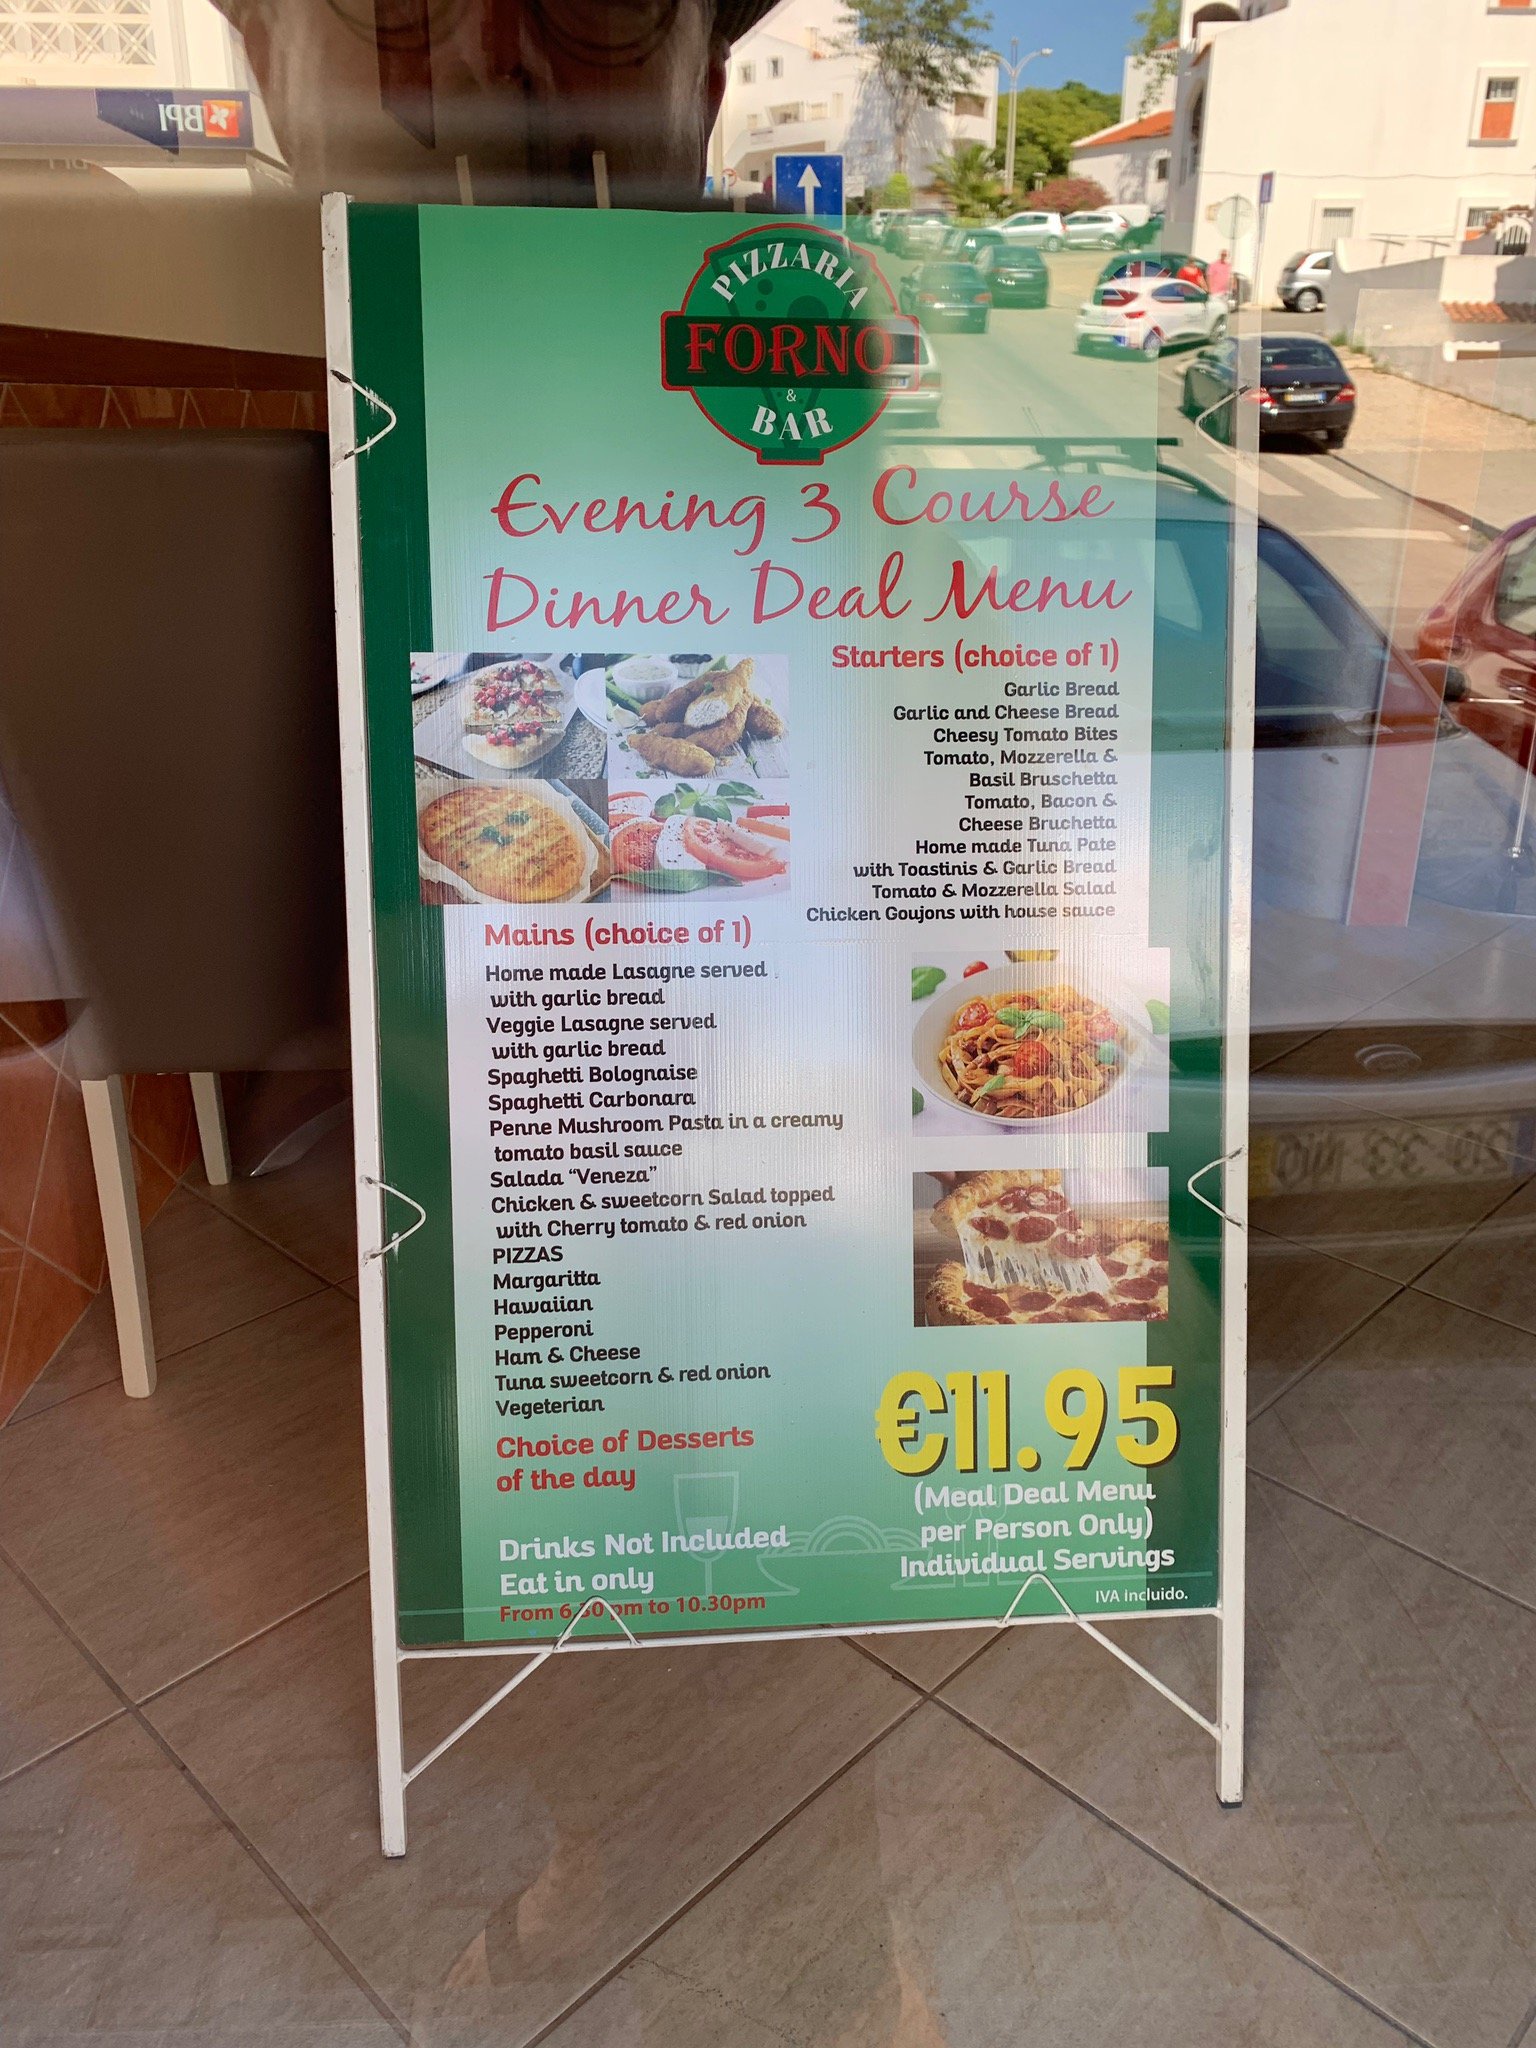 PIZZARIA
FORNO
&
BAR
Evening 3 Course
Dinner Deal Menu
Starters (choice of 1)
Garlic Bread
Garlic and Cheese Bread
Cheesy Tomato Bites
Tomato, Mozzerella &
Basil Bruschetta
Tomato, Bacon &
Cheese Bruchetta
Home made Tuna Pate
with Toastinis & Garlic Bread
Tomato & Mozzerella Salad
Chicken Goujons with house sauce
Mains (choice of 1)
Home made Lasagne served
with garlic bread
Veggie Lasagne served
with garlic bread
Spaghetti Bolognaise
Spaghetti Carbonara
Penne Mushroom Pasta in a creamy
tomato basil sauce
Salada “Veneza”
Chicken & sweetcorn Salad topped
with Cherry tomato & red onion
PIZZAS
Margaritta
Hawaiian
Pepperoni
Ham & Cheese
Tuna sweetcorn & red onion
Vegeterian
Choice of Desserts
of the day
€11.95
(Meal Deal Menu
per Person Only)
Individual Servings
IVA incluido.
Drinks Not Included
Eat in only
From 6.30 pm to 10.30pm
BPI